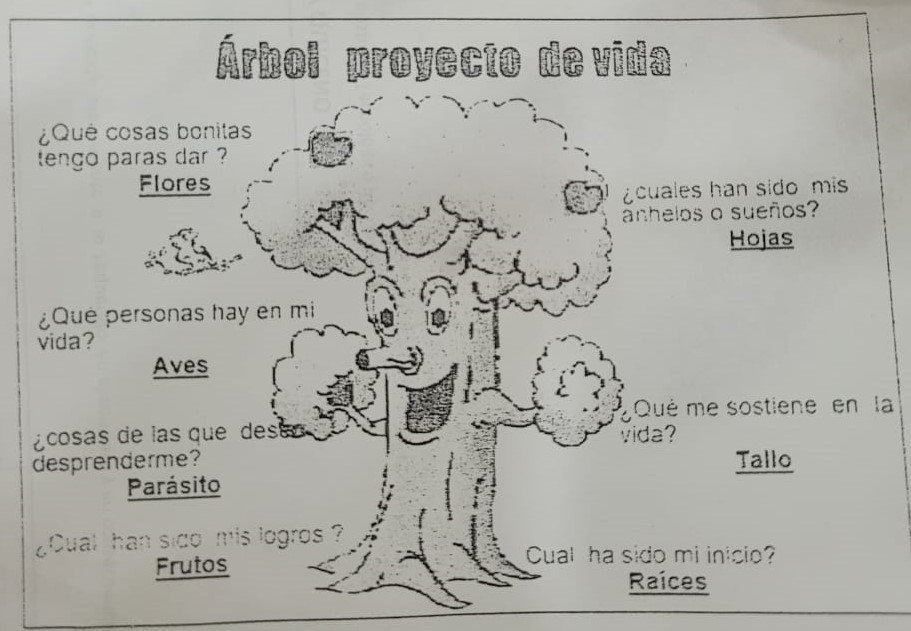 Árbol proyecto de vida
¿Qué cosas bonitas
tengo paras dar ?
Flores
¿cuales han sido mis
anhelos o sueños?
Hojas
¿Qué personas hay en mi
vida?
Aves
¿Qué me sostiene en la
vida?
Tallo
¿cosas de las que deseo
desprenderme?
Parásito
¿Cual han sido mis logros ?
Frutos
Cual ha sido mi inicio?
Raíces